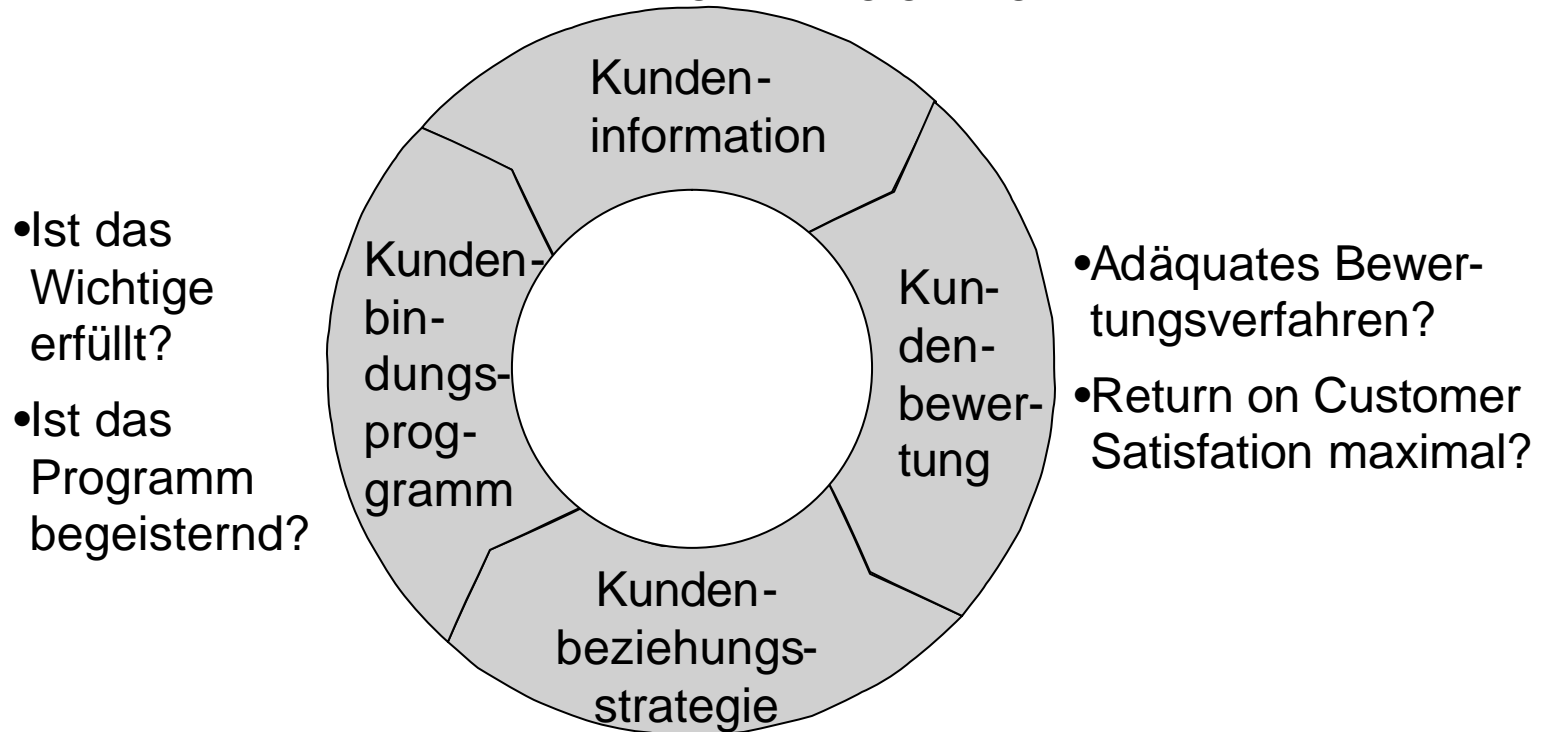 Kunden-
information
•Ist das
Wichtige
erfüllt?
•Ist das
Programm
begeisternd?
Kunden-
bin-
dungs-
prog-
gramm
Kun-
den-
bewer-
tung
•Adäquates Bewer-
tungsverfahren?
•Return on Customer
Satisfation maximal?
Kunden-
beziehungs-
strategie